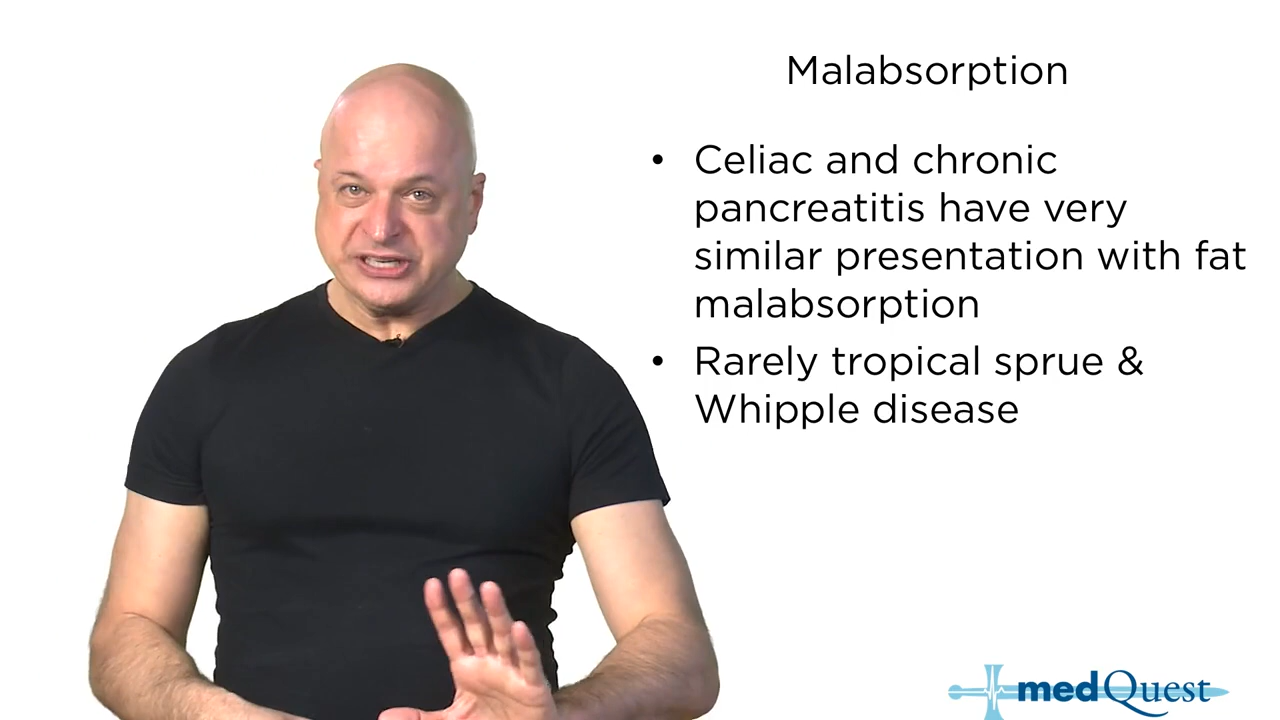 Malabsorption
• Celiac and chronic
pancreatitis have very
similar presentation with fat
malabsorption
• Rarely tropical sprue &
Whipple disease
medQuest